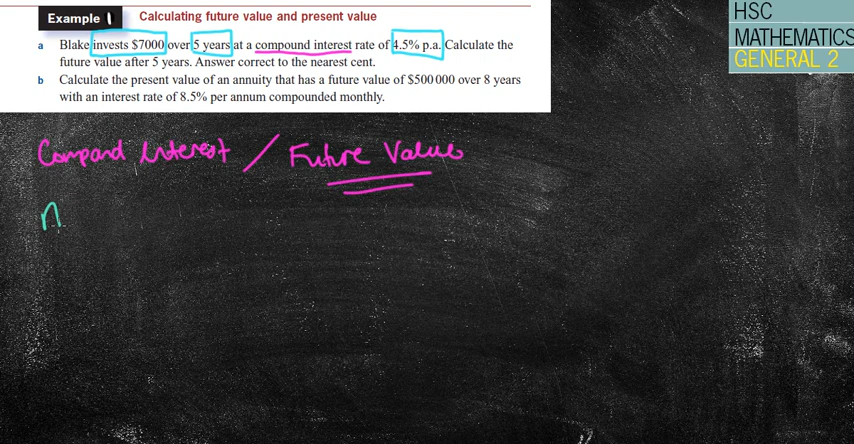 Example 1 Calculating future value and present value
a Blake invests $7000 over 5 years at a compound interest rate of 4.5% p.a. Calculate the
future value after 5 years. Answer correct to the nearest cent.
b Calculate the present value of an annuity that has a future value of $500 000 over 8 years
with an interest rate of 8.5% per annum compounded monthly.
HSC
MATHEMATICS
GENERAL 2
Compand Interest / Future Value
n